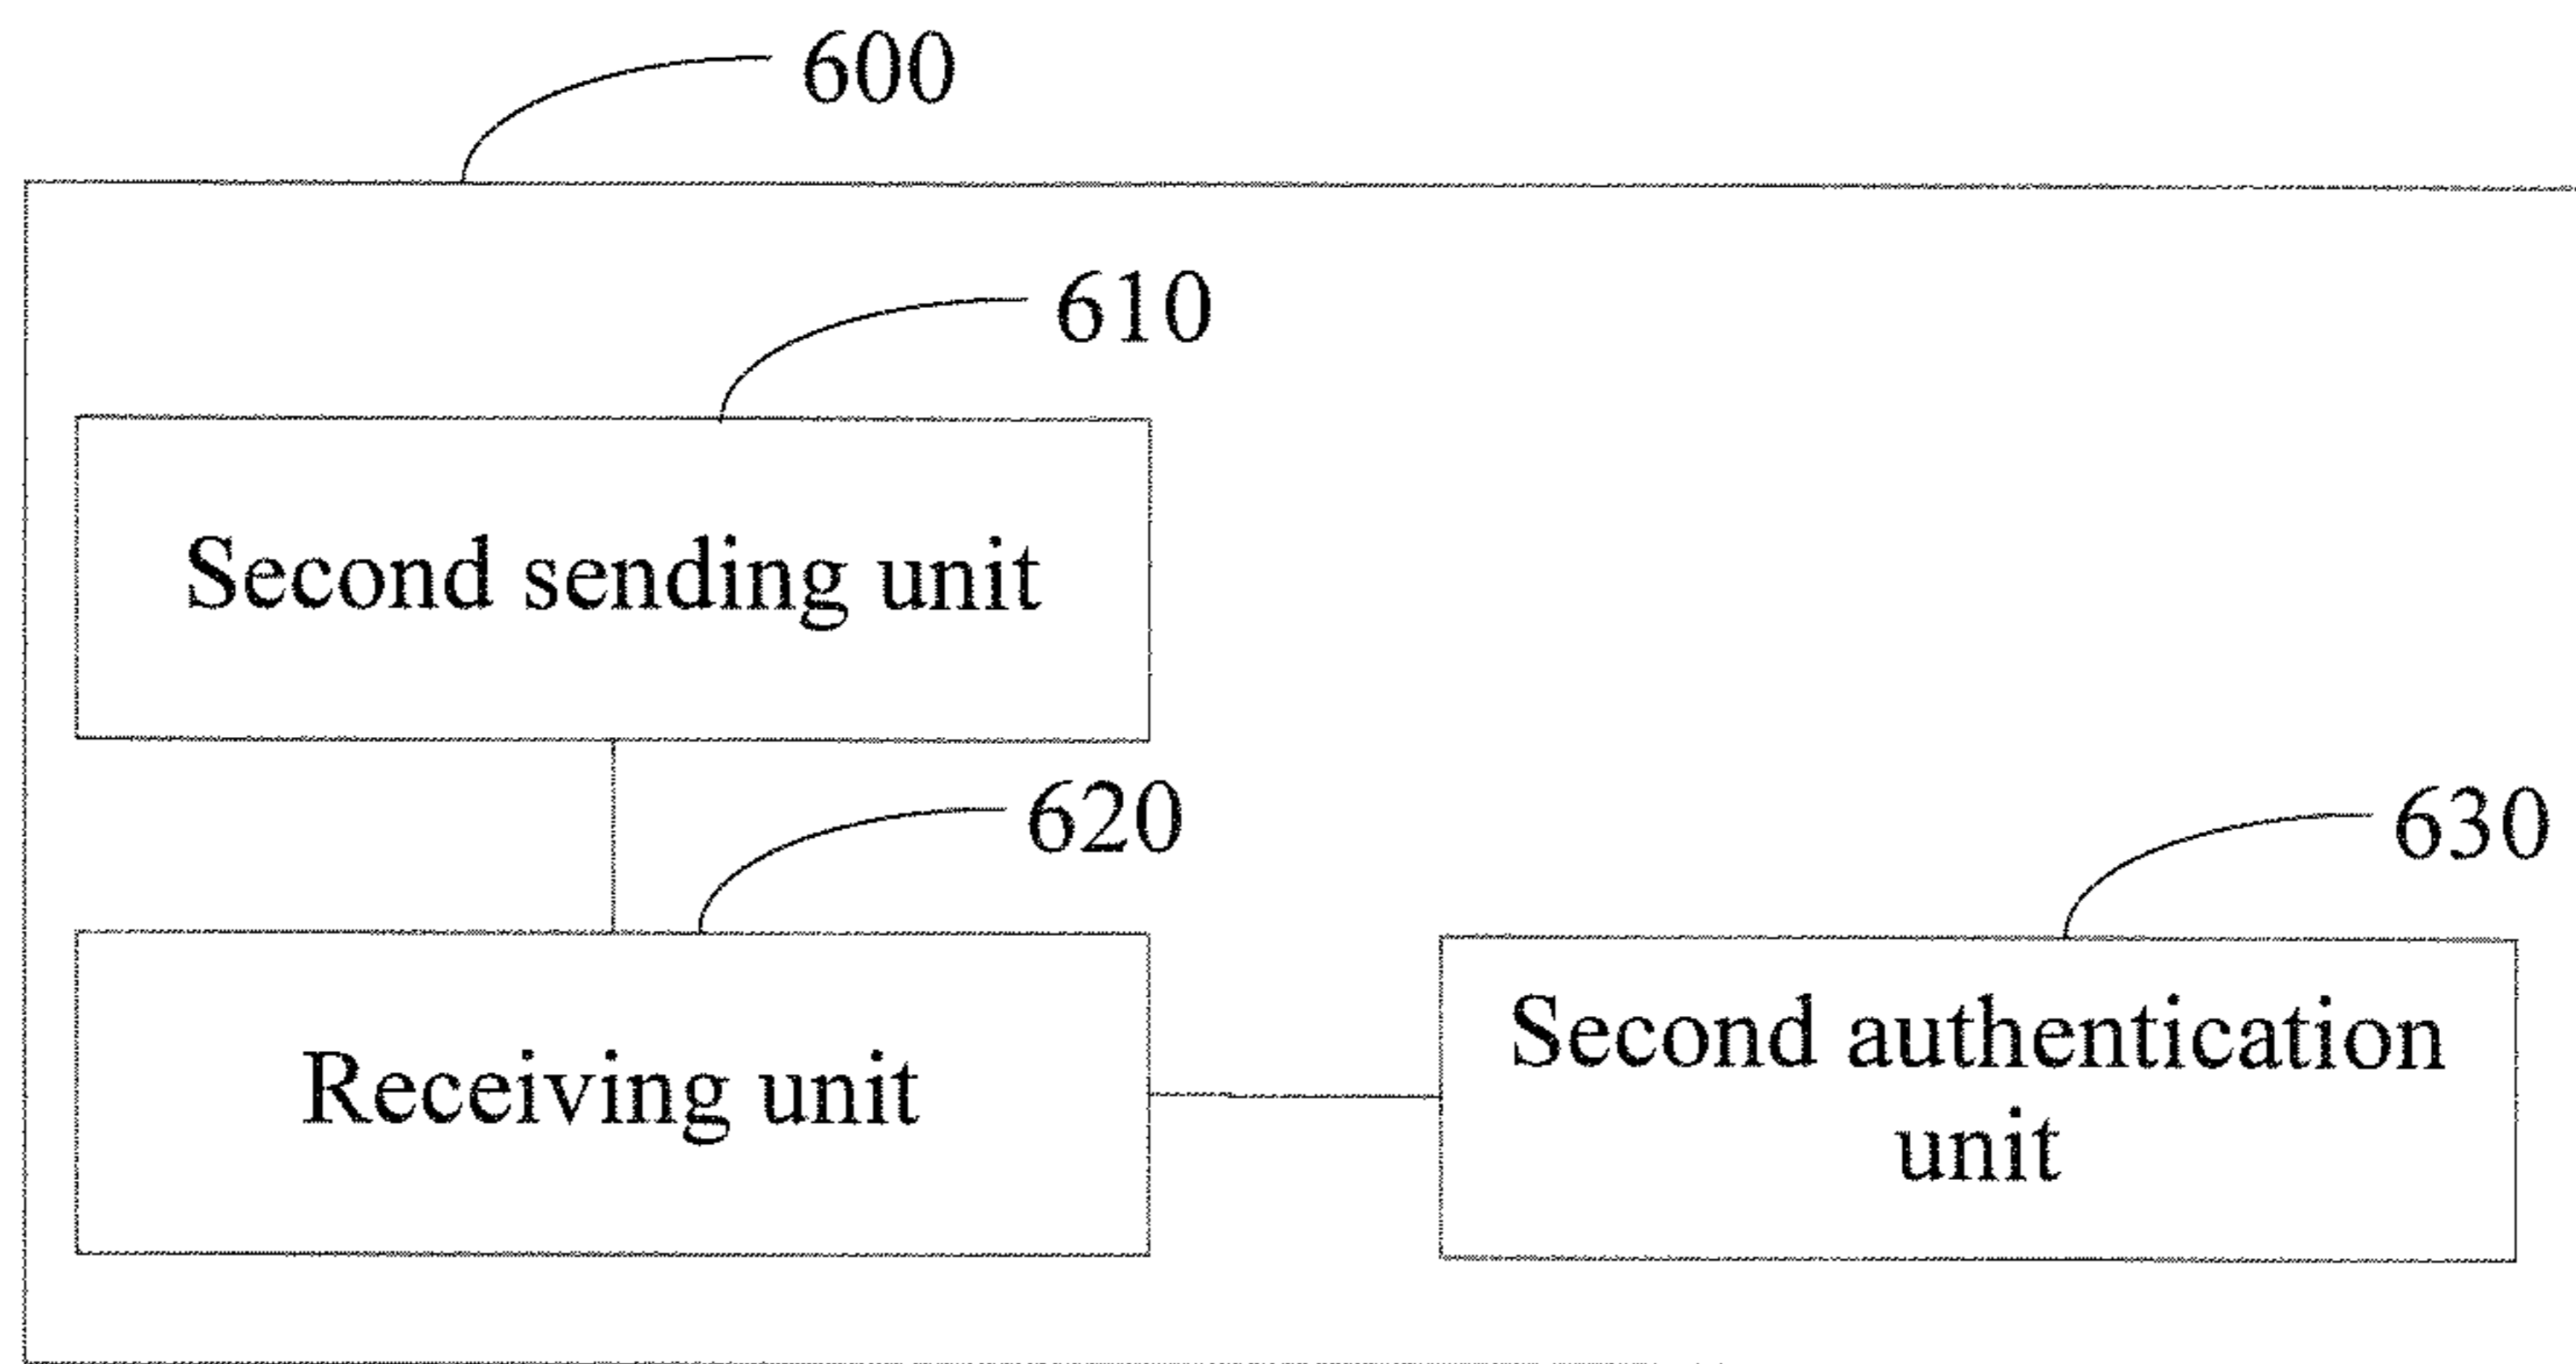 600
610
Second sending unit
620
630
Receiving unit
Second authentication
unit